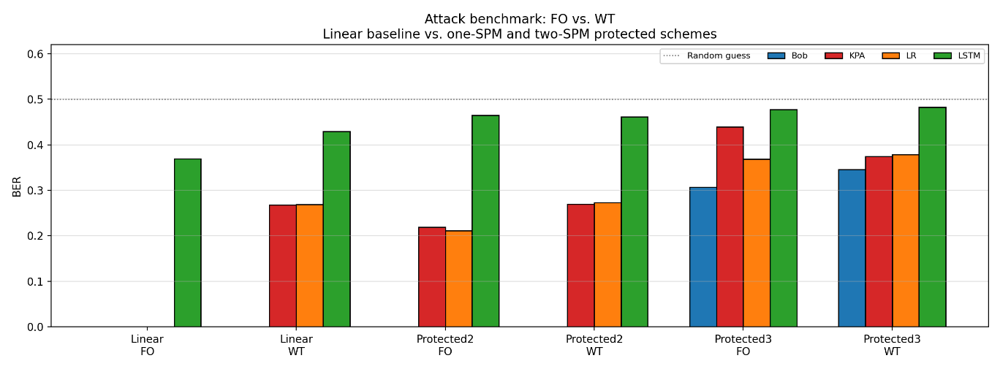 Attack benchmark: FO vs. WT
Linear baseline vs. one-SPM and two-SPM protected schemes
Random guess Bob KPA LR LSTM
BER
0.6
0.5
0.4
0.3
0.2
0.1
0.0
Linear FO
Linear WT
Protected2 FO
Protected2 WT
Protected3 FO
Protected3 WT